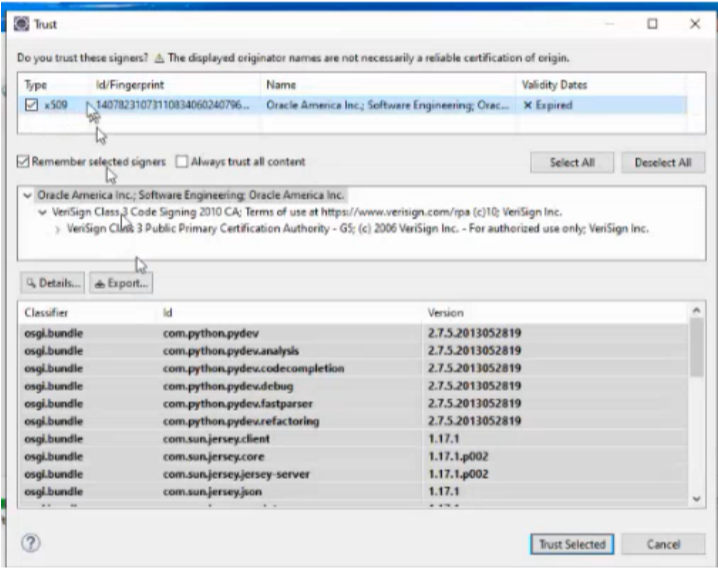 Trust
Do you trust these signers? ⚠ The displayed originator names are not necessarily a reliable certification of origin.
Type Id/Fingerprint Name Validity Dates
x509 14078231073110834060240796... Oracle America Inc.; Software Engineering; Orac... × Expired
Remember selected signers Always trust all content Select All Deselect All
Oracle America Inc.; Software Engineering; Oracle America Inc.
VeriSign Class 3 Code Signing 2010 CA; Terms of use at https://www.verisign.com/rpa (c)10; VeriSign Inc.
VeriSign Class 3 Public Primary Certification Authority - G5; (c) 2006 VeriSign Inc. - For authorized use only; VeriSign Inc.
Details... Export...
Classifier Id Version
osgi.bundle com.python.pydev 2.7.5.2013052819
osgi.bundle com.python.pydev.analysis 2.7.5.2013052819
osgi.bundle com.python.pydev.codecompletion 2.7.5.2013052819
osgi.bundle com.python.pydev.debug 2.7.5.2013052819
osgi.bundle com.python.pydev.fastparser 2.7.5.2013052819
osgi.bundle com.python.pydev.refactoring 2.7.5.2013052819
osgi.bundle com.sun.jersey.client 1.17.1
osgi.bundle com.sun.jersey.core 1.17.1.p002
osgi.bundle com.sun.jersey.jersey-server 1.17.1.p002
osgi.bundle com.sun.jersey.json 1.17.1
? Trust Selected Cancel